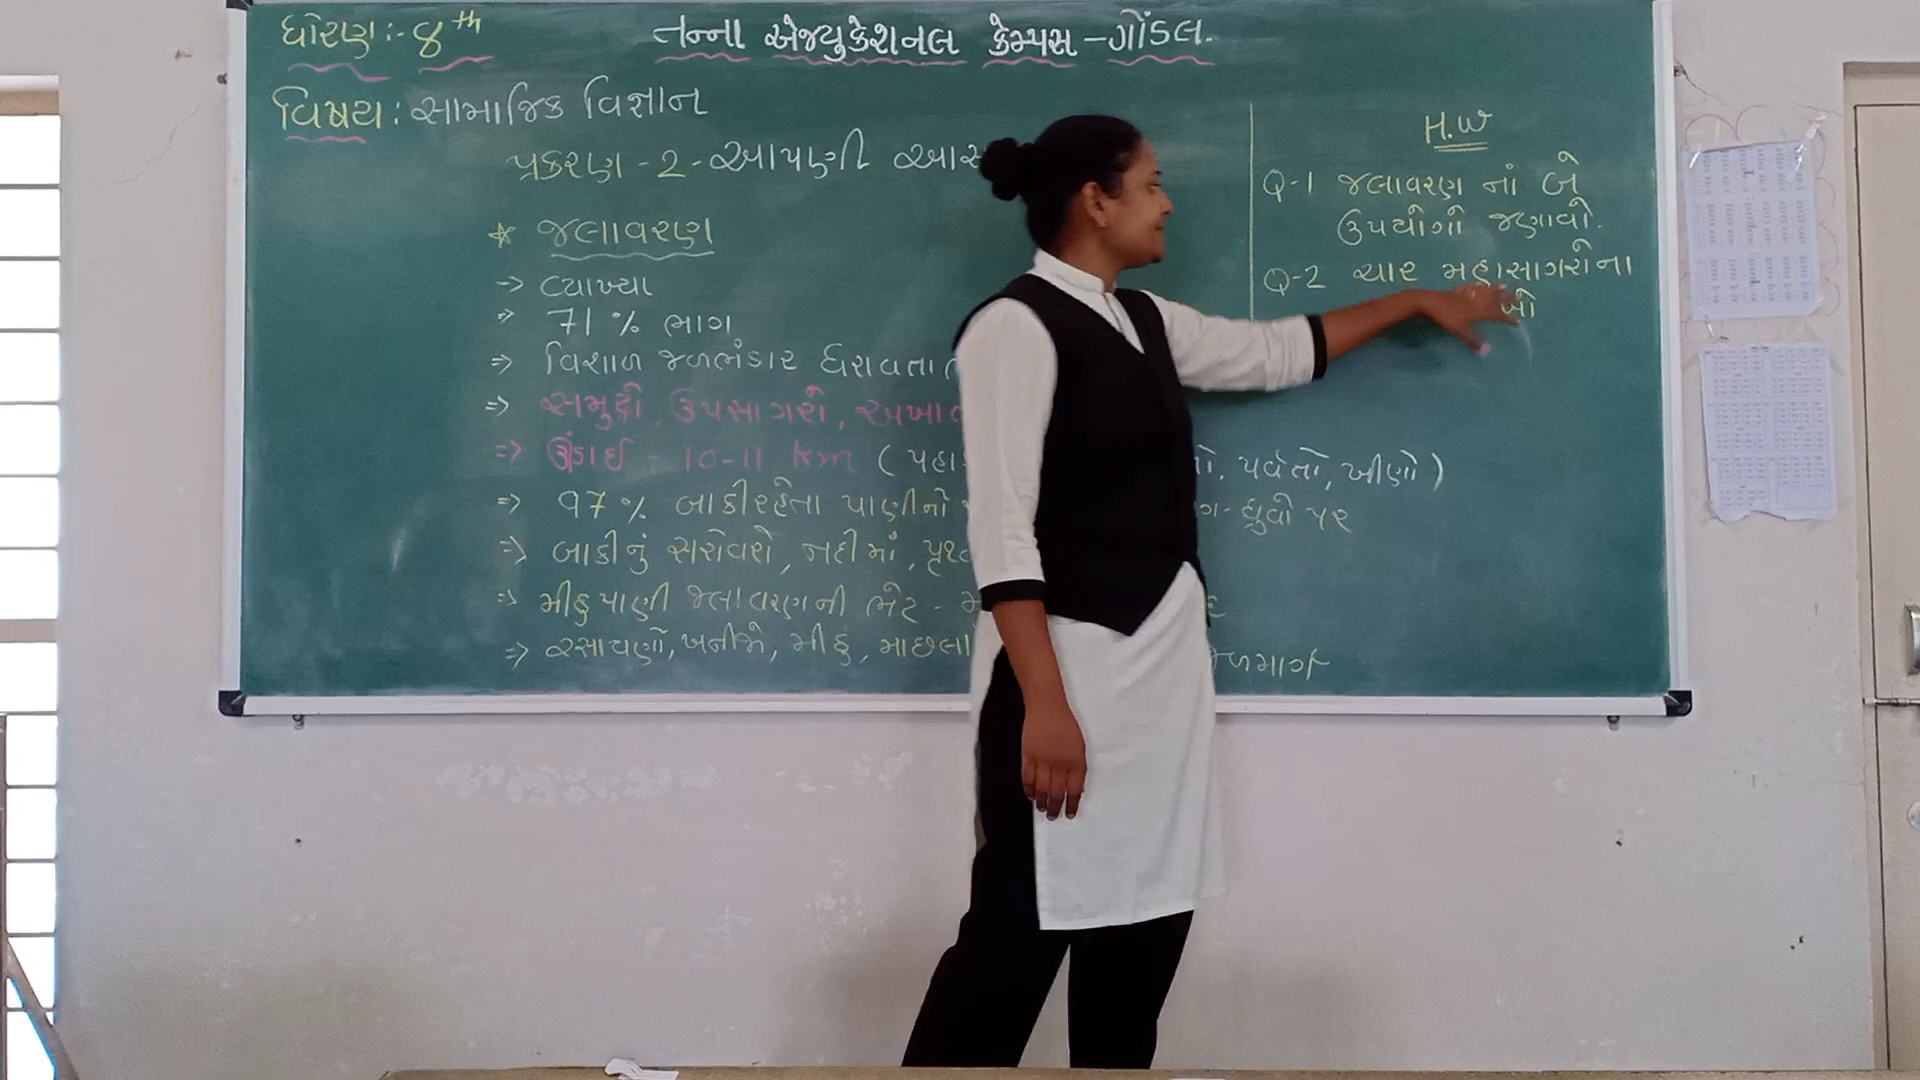 ધોરણ :- 8th
તન્ના એજ્યુકેશનલ કેમ્પસ - ગોંડલ.
વિષય : સામાજિક વિજ્ઞાન
પ્રકરણ - 2 - આપણી
* જલાવરણ
→ વ્યાખ્યા
⇒ 71 % ભાગ
⇒ વિશાળ જળભંડાર ધરાવતા
⇒ સમુદ્રો, ઉપસાગરો,
⇒ ઊંડાઈ - 10-11 km ( પર્વતો, ખીણો )
⇒ 97 % બાકી રહેતા પાણીનો - ધ્રુવો પર
⇒ બાકીનું સરોવરો, નદીમાં,
⇒ મીઠુ પાણી જલાવરણની ભેટ -
⇒ રસાયણો, ખનીજો, મીઠુ, માછલા જળમાર્ગ
H.W
Q-1 જલાવરણ નાં બે
ઉપયોગો જણાવો.
Q-2 ચાર મહાસાગરોના